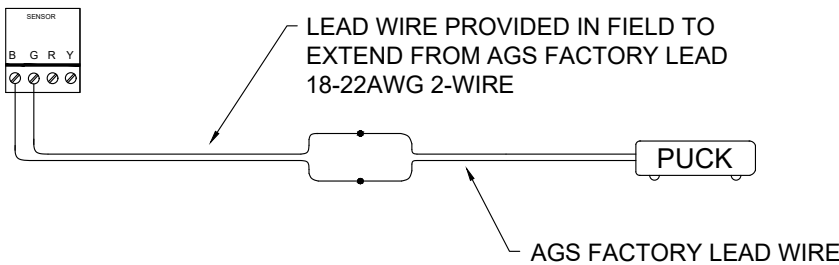 SENSOR
B G R Y
LEAD WIRE PROVIDED IN FIELD TO
EXTEND FROM AGS FACTORY LEAD
18-22AWG 2-WIRE
PUCK
AGS FACTORY LEAD WIRE